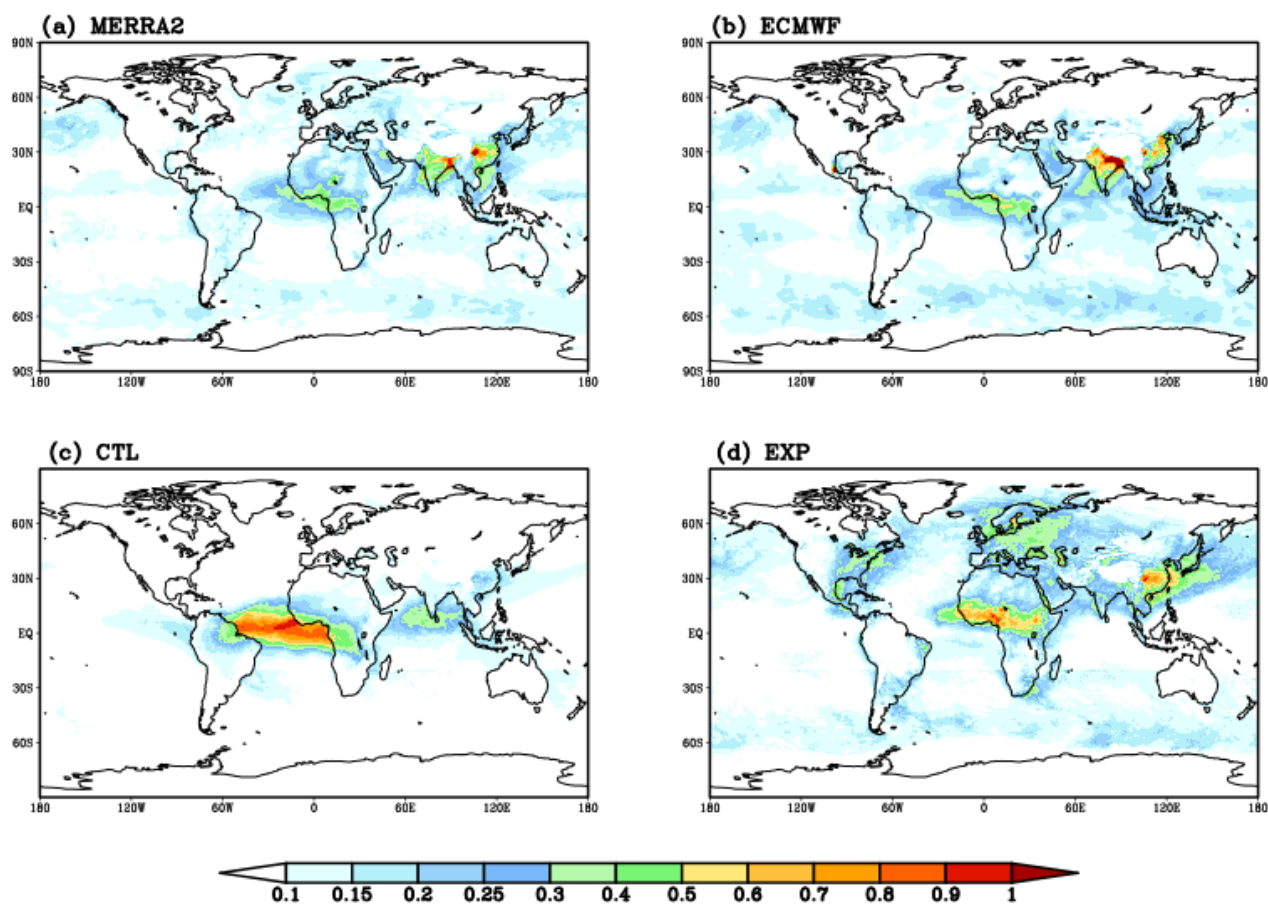 (a) MERRA2
90N
60N
30N
EQ
30S
60S
90S
180 120W 60W 0 60E 120E 180
(b) ECMWF
90N
60N
30N
EQ
30S
60S
90S
180 120W 60W 0 60E 120E 180
(c) CTL
60N
30N
EQ
30S
60S
180 120W 60W 0 60E 120E 180
(d) EXP
60N
30N
EQ
30S
60S
180 120W 60W 0 60E 120E 180
0.1 0.15 0.2 0.25 0.3 0.4 0.5 0.6 0.7 0.8 0.9 1